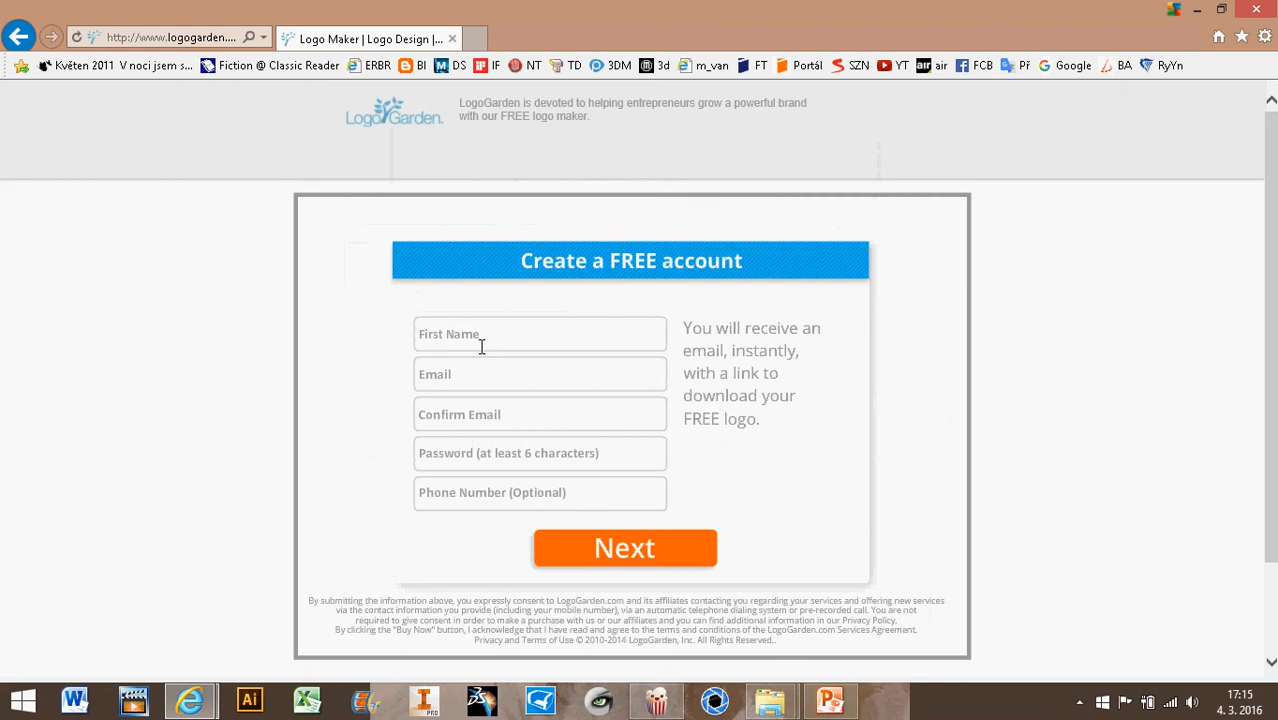 http://www.logogarden....
Logo Maker | Logo Design |...
Květen 2011 V noci jsem s...
Fiction @ Classic Reader
ERBR
BI
DS
IF
NT
TD
3DM
3d
m_van
FT
Portál
SZN
YT
air
FCB
Př
Google
BA
RyYn
LogoGarden
LogoGarden is devoted to helping entrepreneurs grow a powerful brand
with our FREE logo maker.
Create a FREE account
First Name
Email
Confirm Email
Password (at least 6 characters)
Phone Number (Optional)
You will receive an
email, instantly,
with a link to
download your
FREE logo.
Next
By submitting the information above, you expressly consent to LogoGarden.com and its affiliates contacting you regarding your services and offering new services
via the contact information you provide (including your mobile number), via an automatic telephone dialing system or pre-recorded call. You are not
required to give consent in order to make a purchase with us or our affiliates and you can find additional information in our Privacy Policy.
By clicking the "Buy Now" button, I acknowledge that I have read and agree to the terms and conditions of the LogoGarden.com Services Agreement.
Privacy and Terms of Use © 2010-2014 LogoGarden, Inc. All Rights Reserved..
17:15
4. 3. 2016